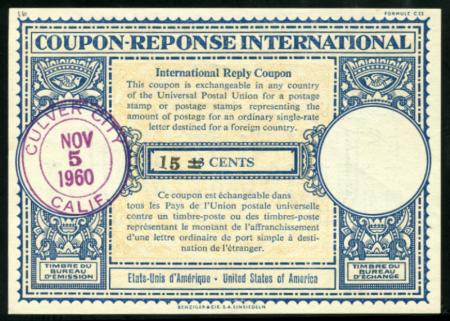 16
FORMULE C 22
COUPON-REPONSE INTERNATIONAL
International Reply Coupon
This coupon is exchangeable in any country
of the Universal Postal Union for a postage
stamp or postage stamps representing the
amount of postage for an ordinary single-rate
letter destined for a foreign country.
CULVER CITY
NOV
5
1960
CALIF
15 CENTS
Ce coupon est échangeable dans
tous les Pays de l'Union postale universelle
contre un timbre-poste ou des timbres-poste
représentant le montant de l'affranchissement
d'une lettre ordinaire de port simple à desti-
nation de l'étranger.
TIMBRE DU
BUREAU
D'ÉMISSION
TIMBRE DU
BUREAU
D'ÉCHANGE
Etats-Unis d'Amérique · United States of America
BENZIGER & CIE. S.A. EINSIEDELN